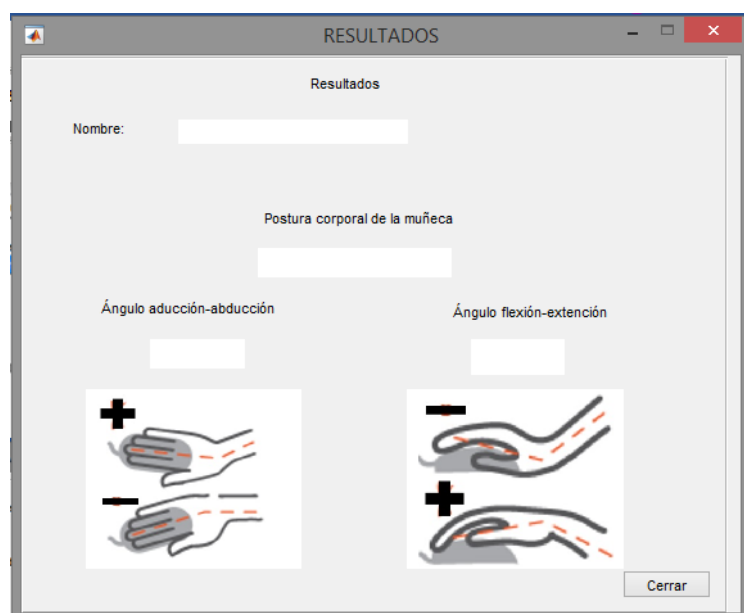 RESULTADOS
Resultados
Nombre:
Postura corporal de la muñeca
Ángulo aducción-abducción
Ángulo flexión-extención
+
-
-
+
Cerrar